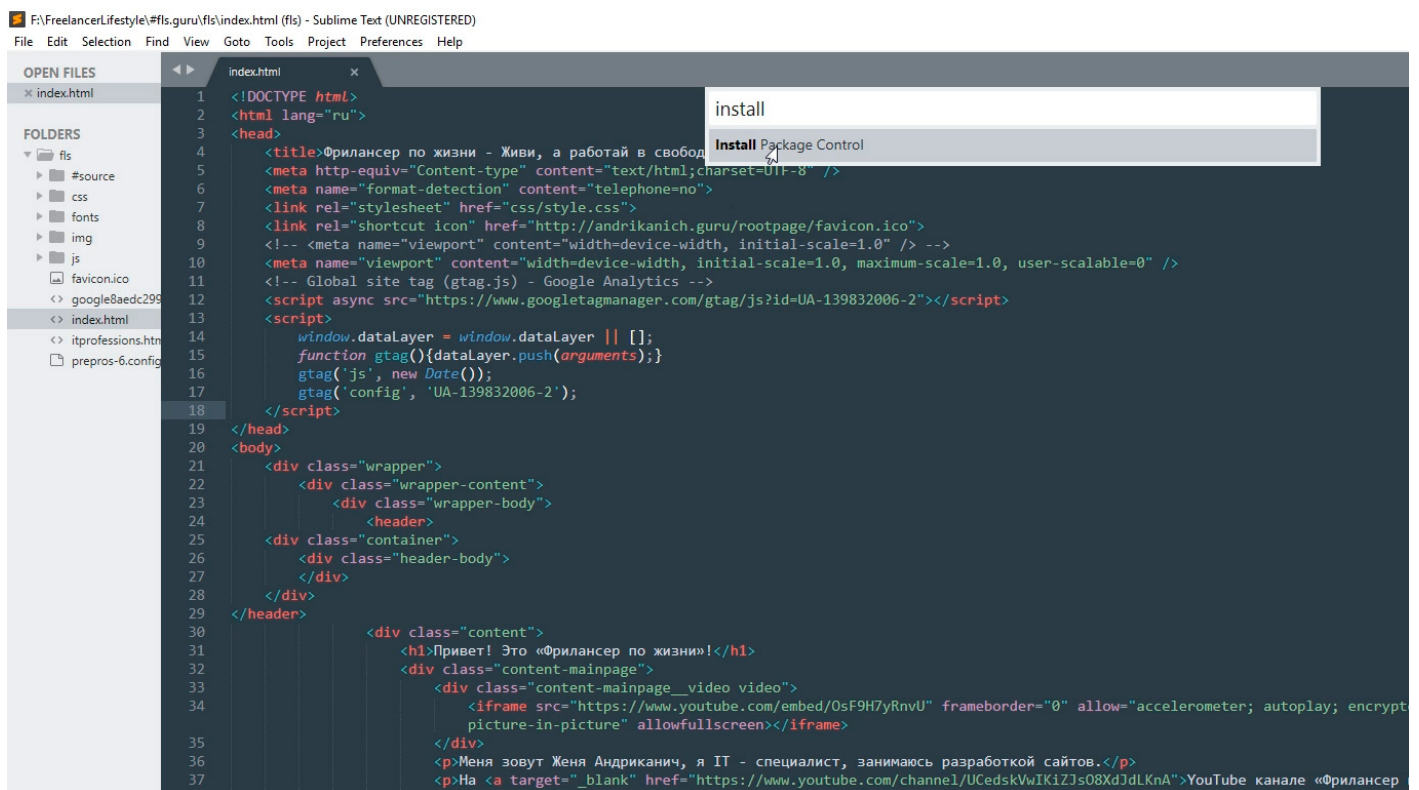 F:\FreelancerLifestyle\#fls.guru\fls\index.html (fls) - Sublime Text (UNREGISTERED)
File Edit Selection Find View Goto Tools Project Preferences Help
OPEN FILES
× index.html
FOLDERS
fls
#source
css
fonts
img
js
favicon.ico
<> google8aedc299
<> index.html
<> itprofessions.htm
prepros-6.config
index.html ×
install
Install Package Control
1 <!DOCTYPE html>
2 <html lang="ru">
3 <head>
4 <title>Фрилансер по жизни - Живи, а работай в свобод
5 <meta http-equiv="Content-type" content="text/html;charset=UTF-8" />
6 <meta name="format-detection" content="telephone=no">
7 <link rel="stylesheet" href="css/style.css">
8 <link rel="shortcut icon" href="http://andrikanich.guru/rootpage/favicon.ico">
9 <!-- <meta name="viewport" content="width=device-width, initial-scale=1.0" /> -->
10 <meta name="viewport" content="width=device-width, initial-scale=1.0, maximum-scale=1.0, user-scalable=0" />
11 <!-- Global site tag (gtag.js) - Google Analytics -->
12 <script async src="https://www.googletagmanager.com/gtag/js?id=UA-139832006-2"></script>
13 <script>
14 window.dataLayer = window.dataLayer || [];
15 function gtag(){dataLayer.push(arguments);}
16 gtag('js', new Date());
17 gtag('config', 'UA-139832006-2');
18 </script>
19 </head>
20 <body>
21 <div class="wrapper">
22 <div class="wrapper-content">
23 <div class="wrapper-body">
24 <header>
25 <div class="container">
26 <div class="header-body">
27 </div>
28 </div>
29 </header>
30 <div class="content">
31 <h1>Привет! Это «Фрилансер по жизни»!</h1>
32 <div class="content-mainpage">
33 <div class="content-mainpage__video video">
34 <iframe src="https://www.youtube.com/embed/OsF9H7yRnvU" frameborder="0" allow="accelerometer; autoplay; encrypt
picture-in-picture" allowfullscreen></iframe>
35 </div>
36 <p>Меня зовут Женя Андриканич, я IT - специалист, занимаюсь разработкой сайтов.</p>
37 <p>На <a target="_blank" href="https://www.youtube.com/channel/UCedskVwIKiZJsO8XdJdLKnA">YouTube канале «Фрилансер